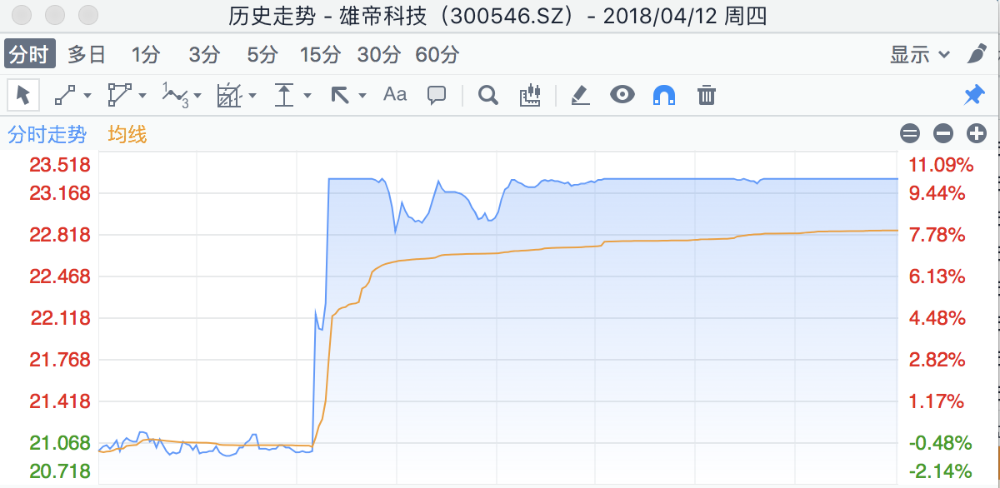 历史走势 - 雄帝科技（300546.SZ）- 2018/04/12 周四
分时 多日 1分 3分 5分 15分 30分 60分 显示
1 3 Aa
分时走势 均线
23.518 11.09%
23.168 9.44%
22.818 7.78%
22.468 6.13%
22.118 4.48%
21.768 2.82%
21.418 1.17%
21.068 -0.48%
20.718 -2.14%